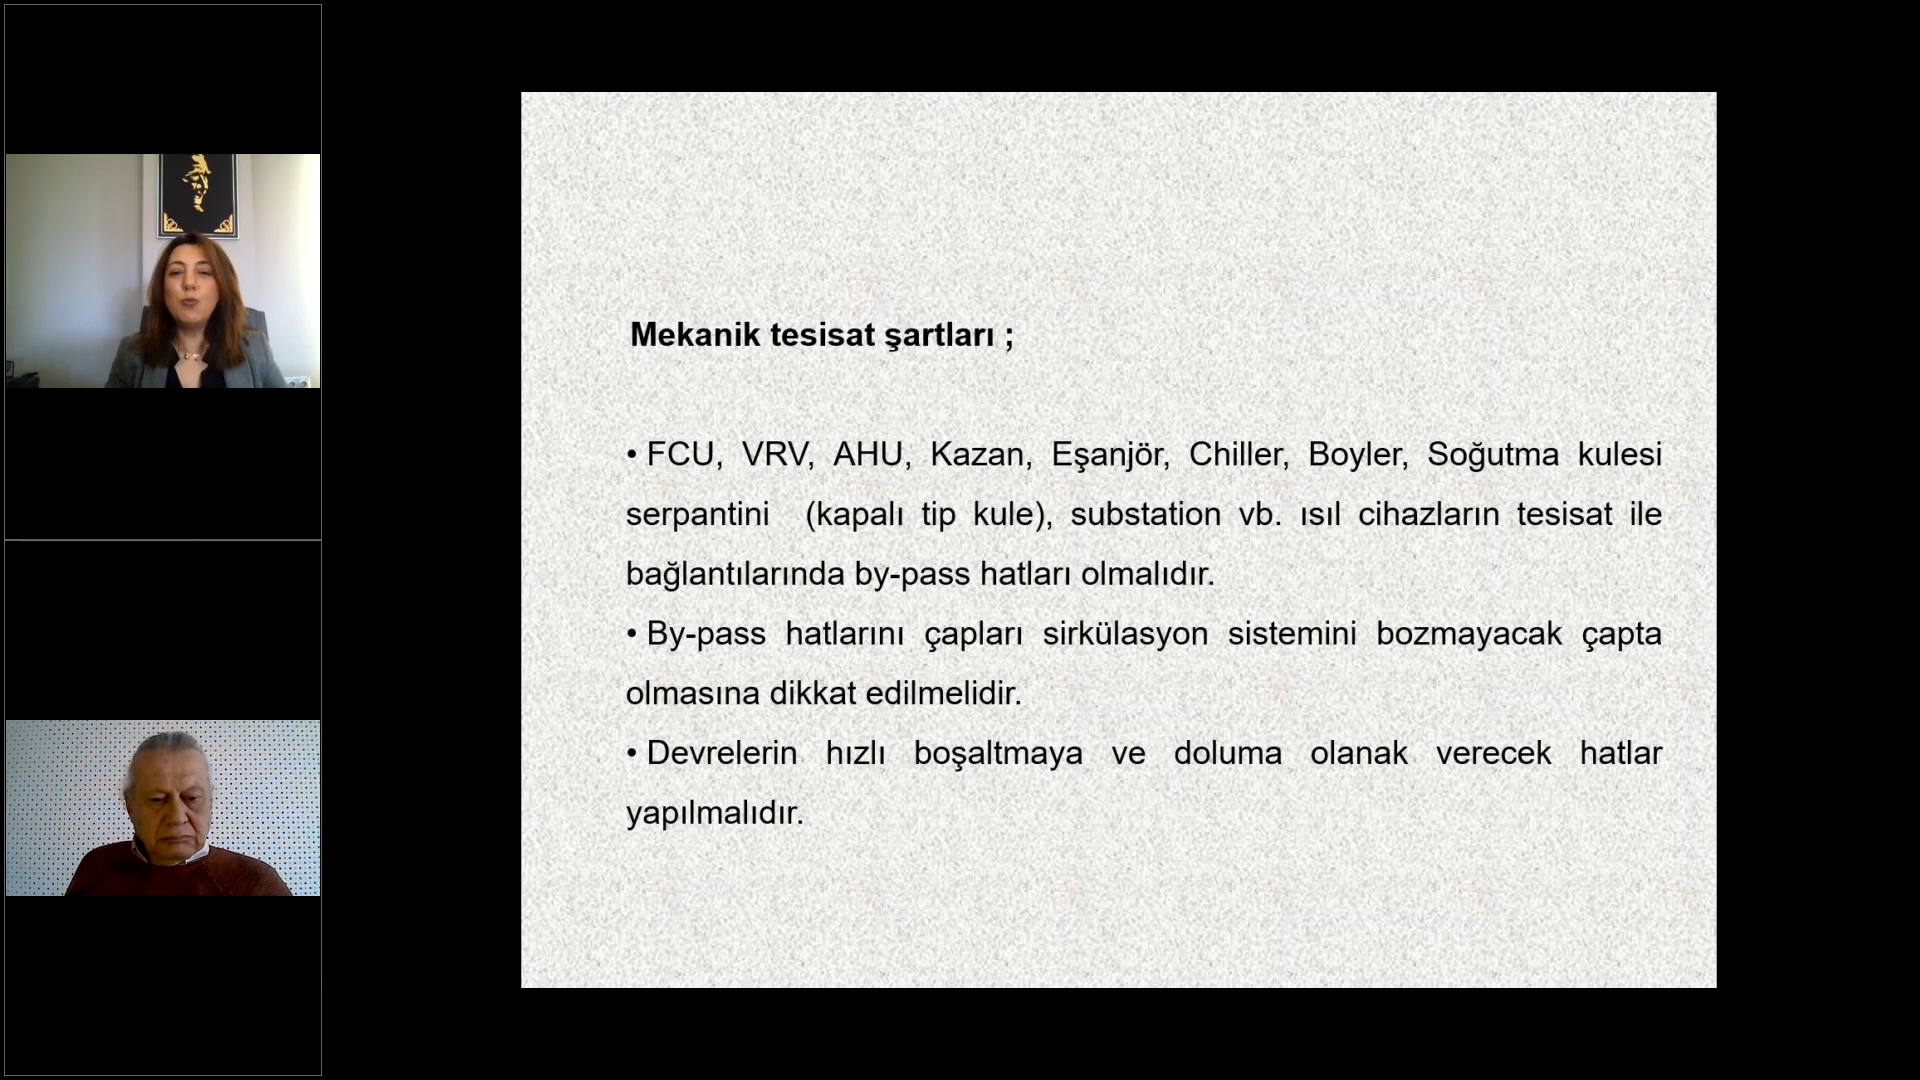 Mekanik tesisat şartları ;
• FCU, VRV, AHU, Kazan, Eşanjör, Chiller, Boyler, Soğutma kulesi
serpantini (kapalı tip kule), substation vb. ısıl cihazların tesisat ile
bağlantılarında by-pass hatları olmalıdır.
• By-pass hatlarını çapları sirkülasyon sistemini bozmayacak çapta
olmasına dikkat edilmelidir.
• Devrelerin hızlı boşaltmaya ve doluma olanak verecek hatlar
yapılmalıdır.